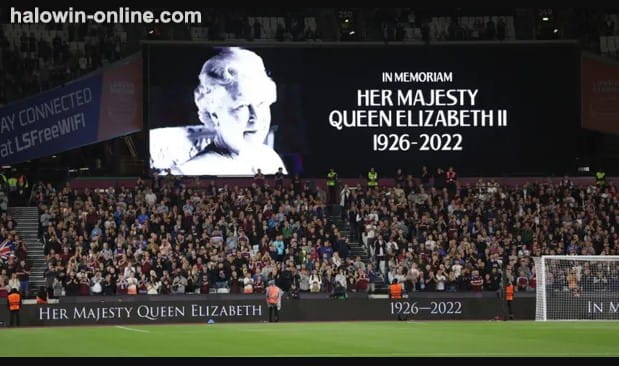 halowin-online.com
IN MEMORIAM
HER MAJESTY
QUEEN ELIZABETH II
1926-2022
AY CONNECTED
at LSFreeWiFi
HER MAJESTY QUEEN ELIZABETH
1926—2022
IN M